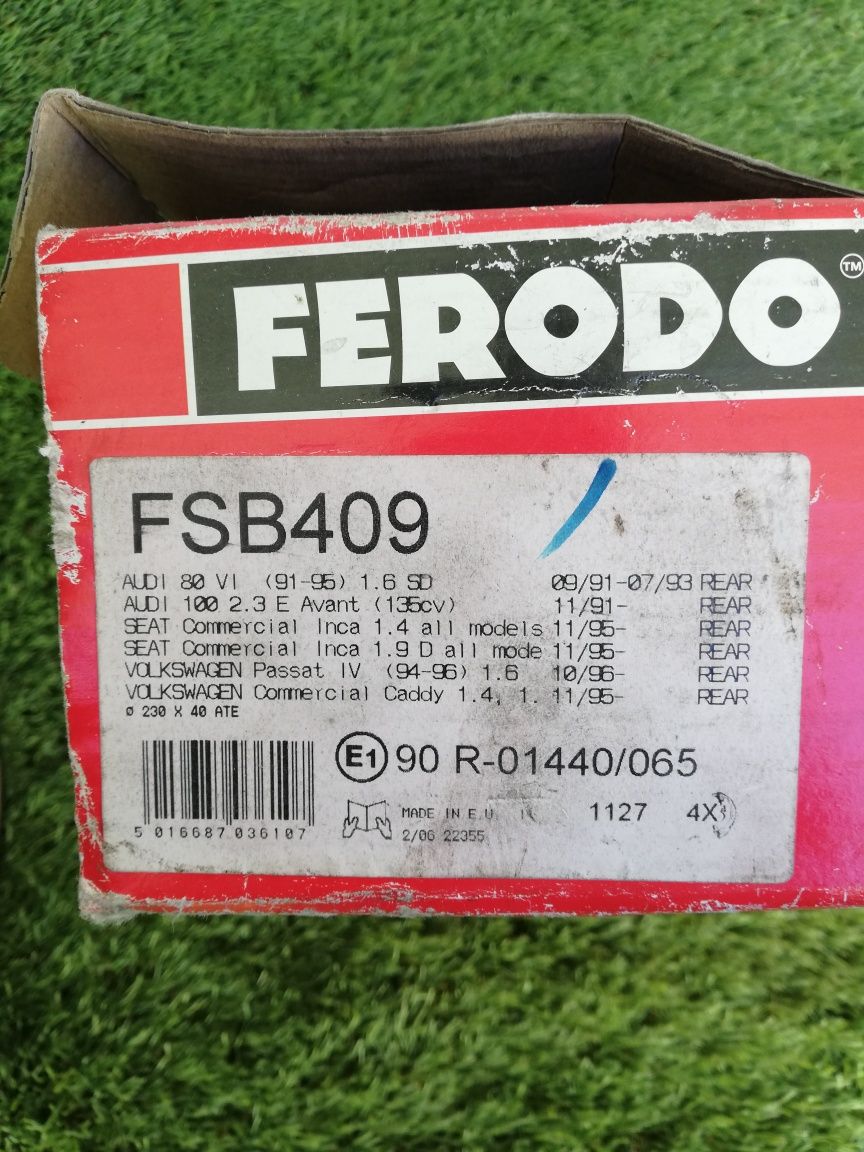 FERODO TM
FSB409
AUDI 80 VI (91-95) 1.6 SD 09/91-07/93 REAR
AUDI 100 2.3 E Avant (135cv) 11/91- REAR
SEAT Commercial Inca 1.4 all models 11/95- REAR
SEAT Commercial Inca 1.9 D all mode 11/95- REAR
VOLKSWAGEN Passat IV (94-96) 1.6 10/96- REAR
VOLKSWAGEN Commercial Caddy 1.4, 1. 11/95- REAR
ø 230 X 40 ATE
E1 90 R-01440/065
5 016687 036107
MADE IN E.U 1127 4X
2/06 22355